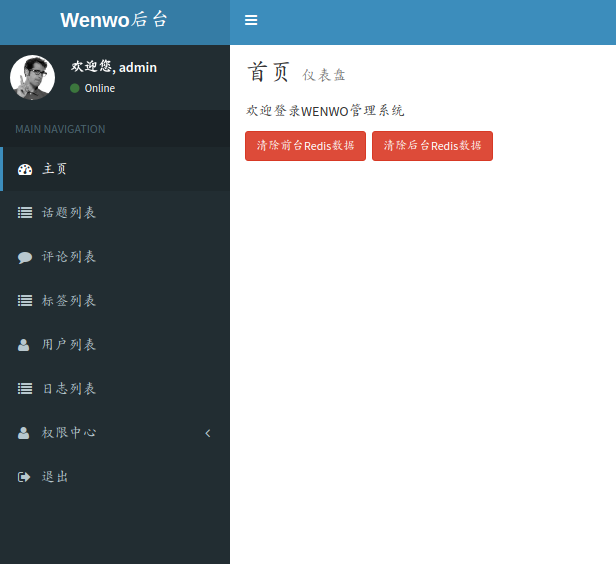 Wenwo后台
欢迎您, admin
Online
MAIN NAVIGATION
主页
话题列表
评论列表
标签列表
用户列表
日志列表
权限中心
退出
首页 仪表盘
欢迎登录WENWO管理系统
清除前台Redis数据 清除后台Redis数据